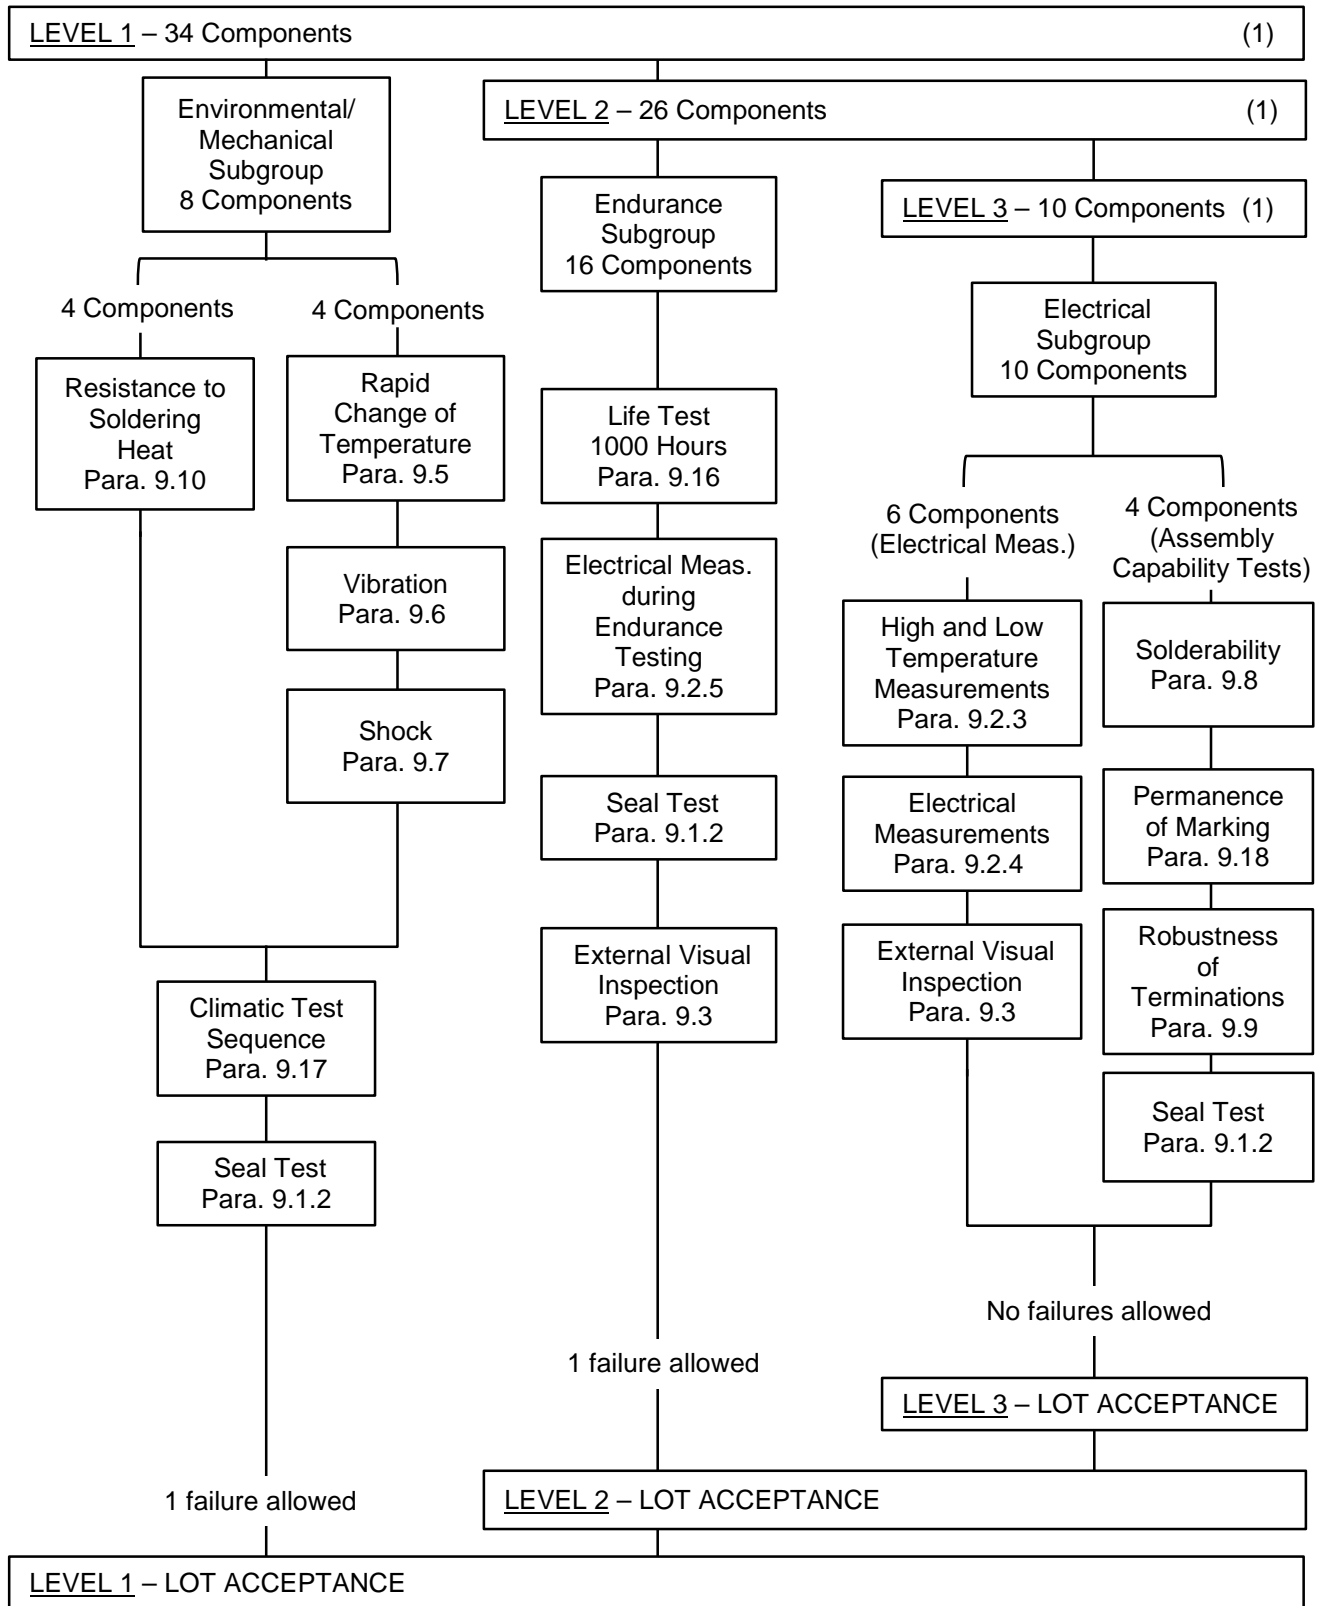 LEVEL 1 – 34 Components (1)
Environmental/
Mechanical
Subgroup
8 Components
LEVEL 2 – 26 Components (1)
Endurance
Subgroup
16 Components
LEVEL 3 – 10 Components (1)
4 Components
4 Components
Electrical
Subgroup
10 Components
Resistance to
Soldering
Heat
Para. 9.10
Rapid
Change of
Temperature
Para. 9.5
Life Test
1000 Hours
Para. 9.16
6 Components
(Electrical Meas.)
4 Components
(Assembly
Capability Tests)
Vibration
Para. 9.6
Electrical Meas.
during
Endurance
Testing
Para. 9.2.5
High and Low
Temperature
Measurements
Para. 9.2.3
Solderability
Para. 9.8
Shock
Para. 9.7
Seal Test
Para. 9.1.2
Electrical
Measurements
Para. 9.2.4
Permanence
of Marking
Para. 9.18
External Visual
Inspection
Para. 9.3
External Visual
Inspection
Para. 9.3
Robustness
of
Terminations
Para. 9.9
Climatic Test
Sequence
Para. 9.17
Seal Test
Para. 9.1.2
Seal Test
Para. 9.1.2
No failures allowed
1 failure allowed
LEVEL 3 – LOT ACCEPTANCE
1 failure allowed
LEVEL 2 – LOT ACCEPTANCE
LEVEL 1 – LOT ACCEPTANCE